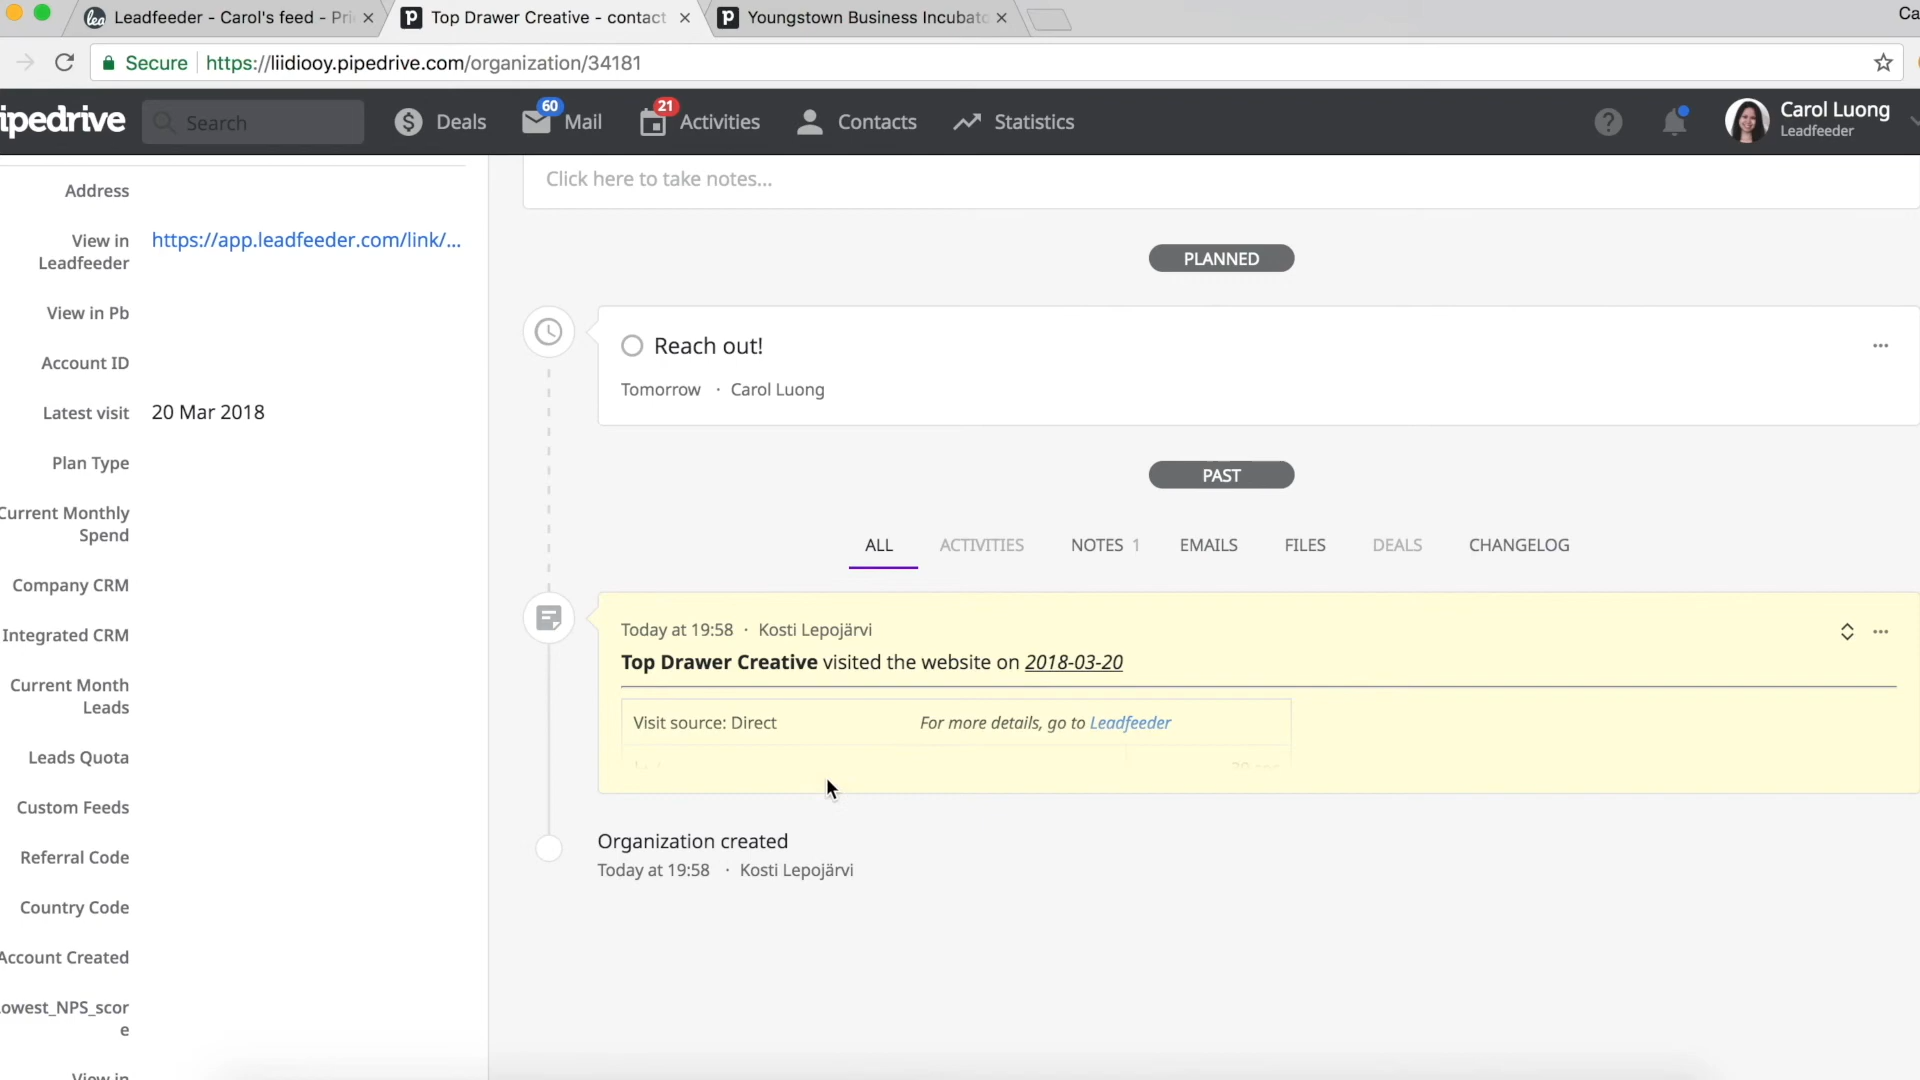 Leadfeeder - Carol's feed - Pri
Top Drawer Creative - contact
Youngstown Business Incubato
Ca
Secure
https://liidiooy.pipedrive.com/organization/34181
ipedrive
Search
Deals
60
Mail
21
Activities
Contacts
Statistics
?
Carol Luong
Leadfeeder
Address
View in
Leadfeeder
https://app.leadfeeder.com/link/...
View in Pb
Account ID
Latest visit
20 Mar 2018
Plan Type
Current Monthly
Spend
Company CRM
Integrated CRM
Current Month
Leads
Leads Quota
Custom Feeds
Referral Code
Country Code
Account Created
owest_NPS_scor
e
View in
Click here to take notes...
PLANNED
Reach out!
Tomorrow · Carol Luong
PAST
ALL
ACTIVITIES
NOTES 1
EMAILS
FILES
DEALS
CHANGELOG
Today at 19:58 · Kosti Lepojärvi
Top Drawer Creative visited the website on 2018-03-20
Visit source: Direct
For more details, go to Leadfeeder
Organization created
Today at 19:58 · Kosti Lepojärvi